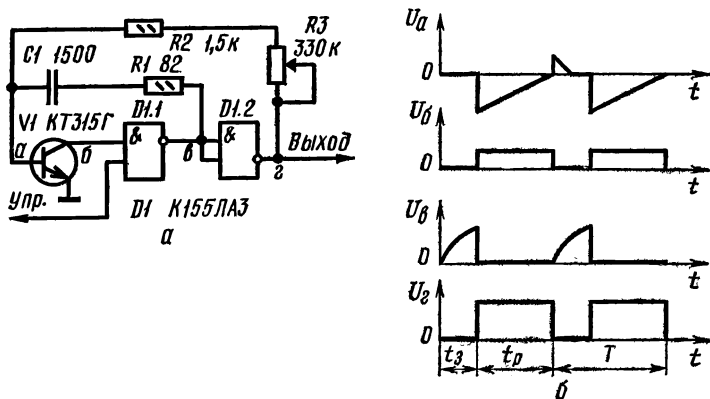 C1 1500
R2 1,5к
R3
330к
R1 82
V1 КТ315Г
D1.1
D1.2
&
&
а
б
в
г
Выход
Упр.
D1 К155ЛА3
а
Uа
0
t
Uб
0
t
Uв
0
t
Uг
0
tз
tр
T
t
б